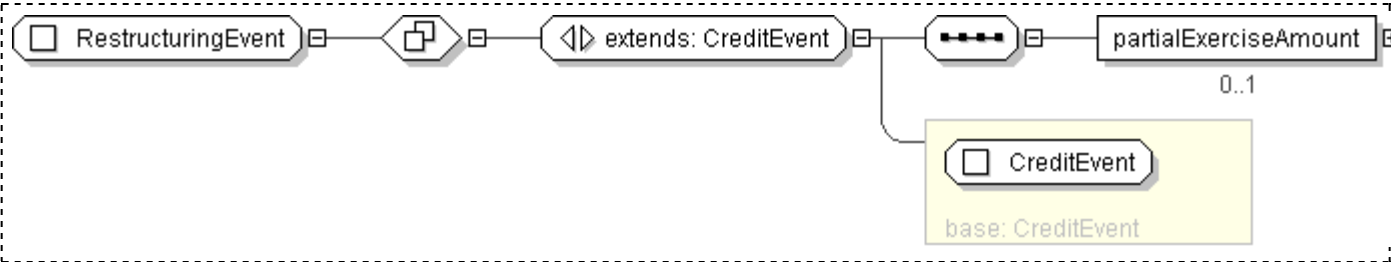 RestructuringEvent
extends: CreditEvent
partialExerciseAmount
0..1
CreditEvent
base: CreditEvent